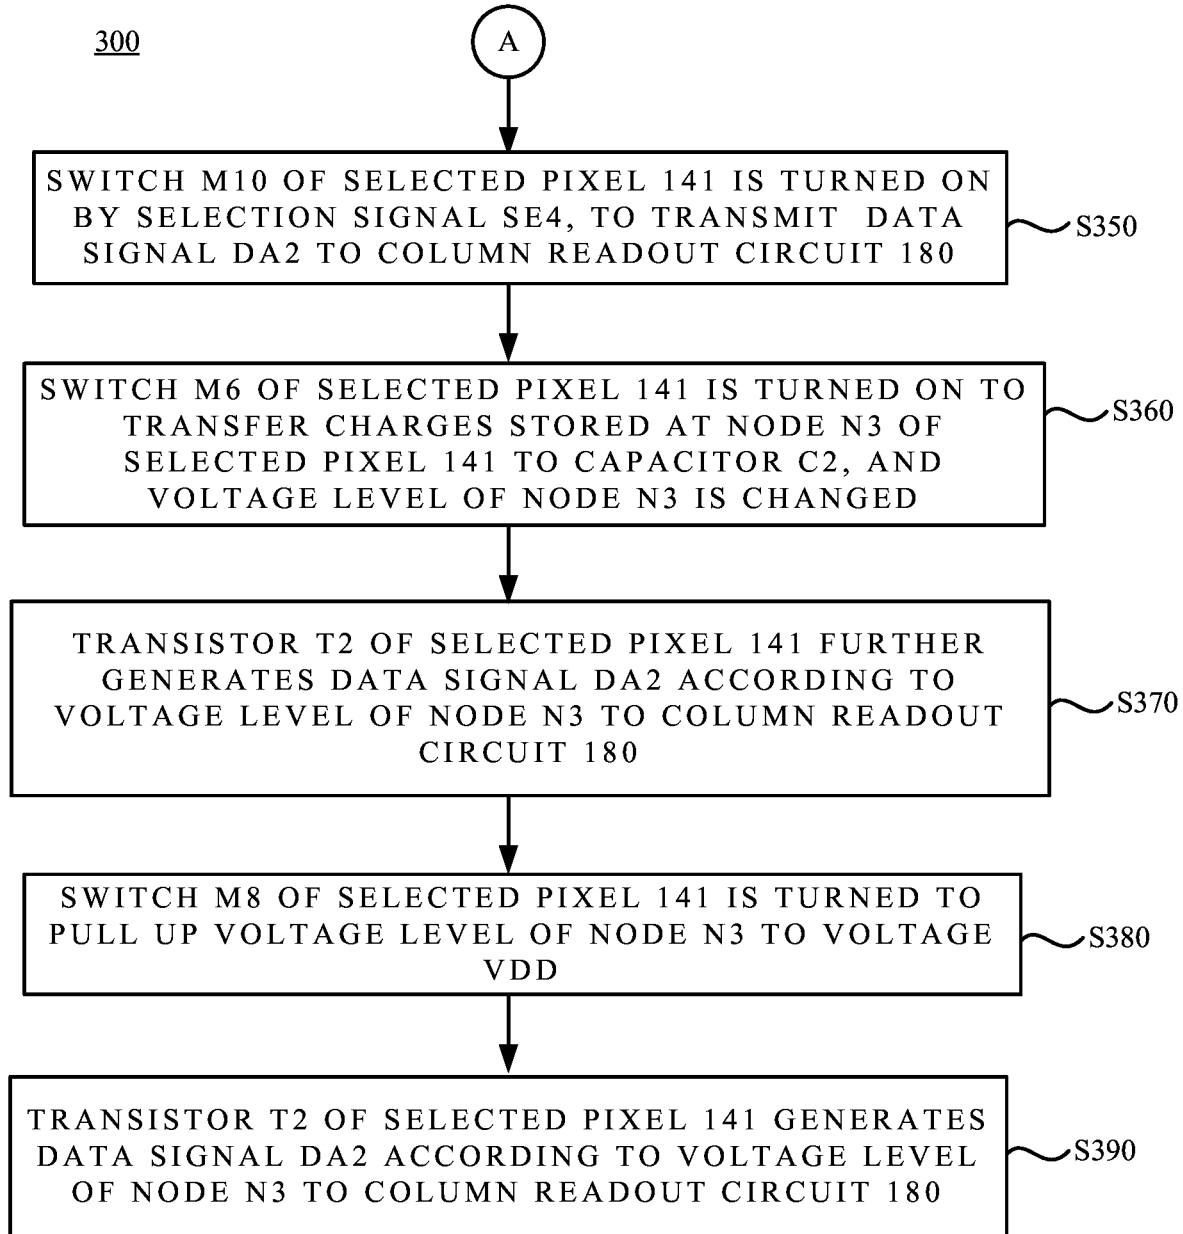 300
A
SWITCH M10 OF SELECTED PIXEL 141 IS TURNED ON
BY SELECTION SIGNAL SE4, TO TRANSMIT DATA
SIGNAL DA2 TO COLUMN READOUT CIRCUIT 180
S350
SWITCH M6 OF SELECTED PIXEL 141 IS TURNED ON TO
TRANSFER CHARGES STORED AT NODE N3 OF
SELECTED PIXEL 141 TO CAPACITOR C2, AND
VOLTAGE LEVEL OF NODE N3 IS CHANGED
S360
TRANSISTOR T2 OF SELECTED PIXEL 141 FURTHER
GENERATES DATA SIGNAL DA2 ACCORDING TO
VOLTAGE LEVEL OF NODE N3 TO COLUMN READOUT
CIRCUIT 180
S370
SWITCH M8 OF SELECTED PIXEL 141 IS TURNED TO
PULL UP VOLTAGE LEVEL OF NODE N3 TO VOLTAGE
VDD
S380
TRANSISTOR T2 OF SELECTED PIXEL 141 GENERATES
DATA SIGNAL DA2 ACCORDING TO VOLTAGE LEVEL
OF NODE N3 TO COLUMN READOUT CIRCUIT 180
S390